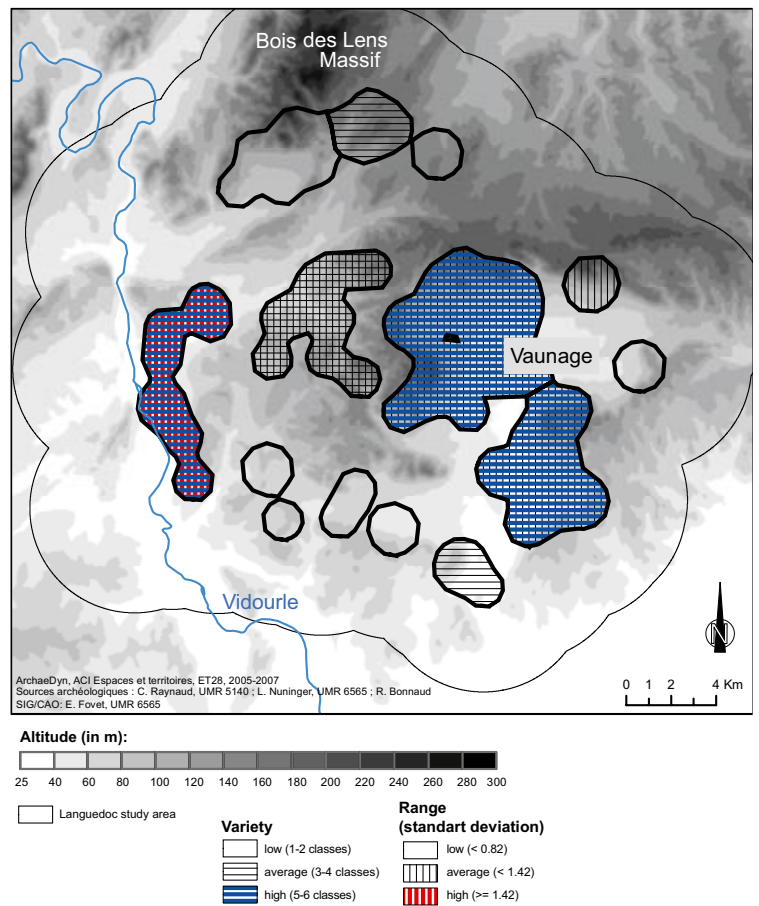 Bois des Lens
Massif
Vaunage
Vidourle
N
ArchaeDyn, ACI Espaces et territoires, ET28, 2005-2007
Sources archéologiques : C. Raynaud, UMR 5140 ; L. Nuninger, UMR 6565 ; R. Bonnaud
SIG/CAO: E. Fovet, UMR 6565
0 1 2 4 Km
Altitude (in m):
25 40 60 80 100 120 140 160 180 200 220 240 260 280 300
Languedoc study area
Variety
low (1-2 classes)
average (3-4 classes)
high (5-6 classes)
Range
(standart deviation)
low (< 0.82)
average (< 1.42)
high (>= 1.42)